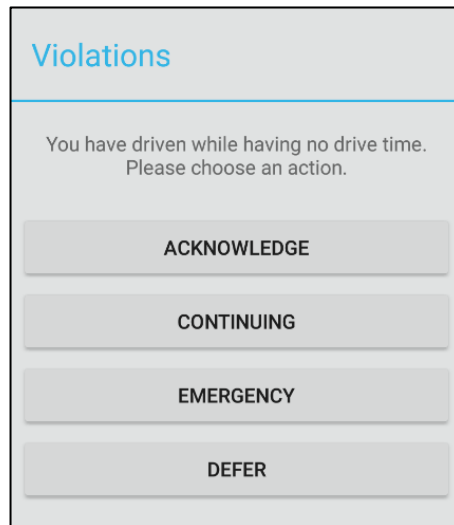 Violations
You have driven while having no drive time.
Please choose an action.
ACKNOWLEDGE
CONTINUING
EMERGENCY
DEFER